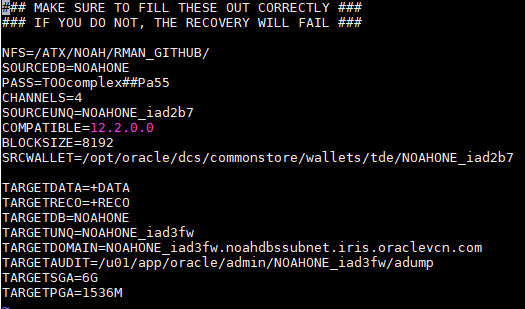 ### MAKE SURE TO FILL THESE OUT CORRECTLY ###
### IF YOU DO NOT, THE RECOVERY WILL FAIL ###
NFS=/ATX/NOAH/RMAN_GITHUB/
SOURCEDB=NOAHONE
PASS=TOOcomplex##Pa55
CHANNELS=4
SOURCEUNQ=NOAHONE_iad2b7
COMPATIBLE=12.2.0.0
BLOCKSIZE=8192
SRCWALLET=/opt/oracle/dcs/commonstore/wallets/tde/NOAHONE_iad2b7
TARGETDATA=+DATA
TARGETRECO=+RECO
TARGETDB=NOAHONE
TARGETUNQ=NOAHONE_iad3fw
TARGETDOMAIN=NOAHONE_iad3fw.noahdbssubnet.iris.oraclevcn.com
TARGETAUDIT=/u01/app/oracle/admin/NOAHONE_iad3fw/adump
TARGETSGA=6G
TARGETPGA=1536M
~